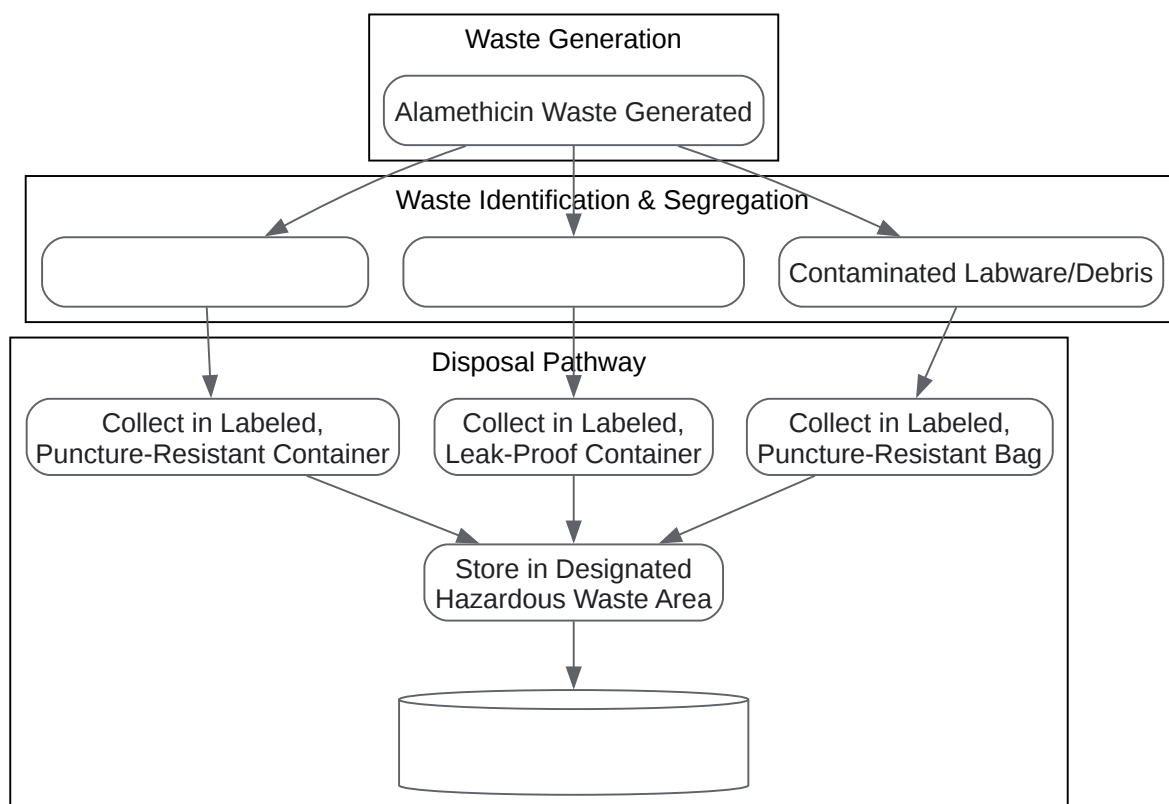 Waste Generation
Alamethicin Waste Generated
Waste Identification & Segregation
Contaminated Labware/Debris
Disposal Pathway
Collect in Labeled,
Puncture-Resistant Container
Collect in Labeled,
Leak-Proof Container
Collect in Labeled,
Puncture-Resistant Bag
Store in Designated
Hazardous Waste Area